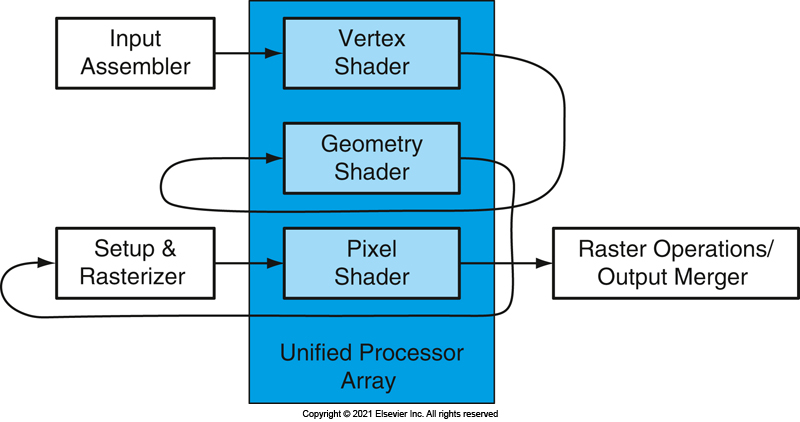 Input
Assembler
Vertex
Shader
Geometry
Shader
Setup &
Rasterizer
Pixel
Shader
Raster Operations/
Output Merger
Unified Processor
Array
Copyright © 2021 Elsevier Inc. All rights reserved